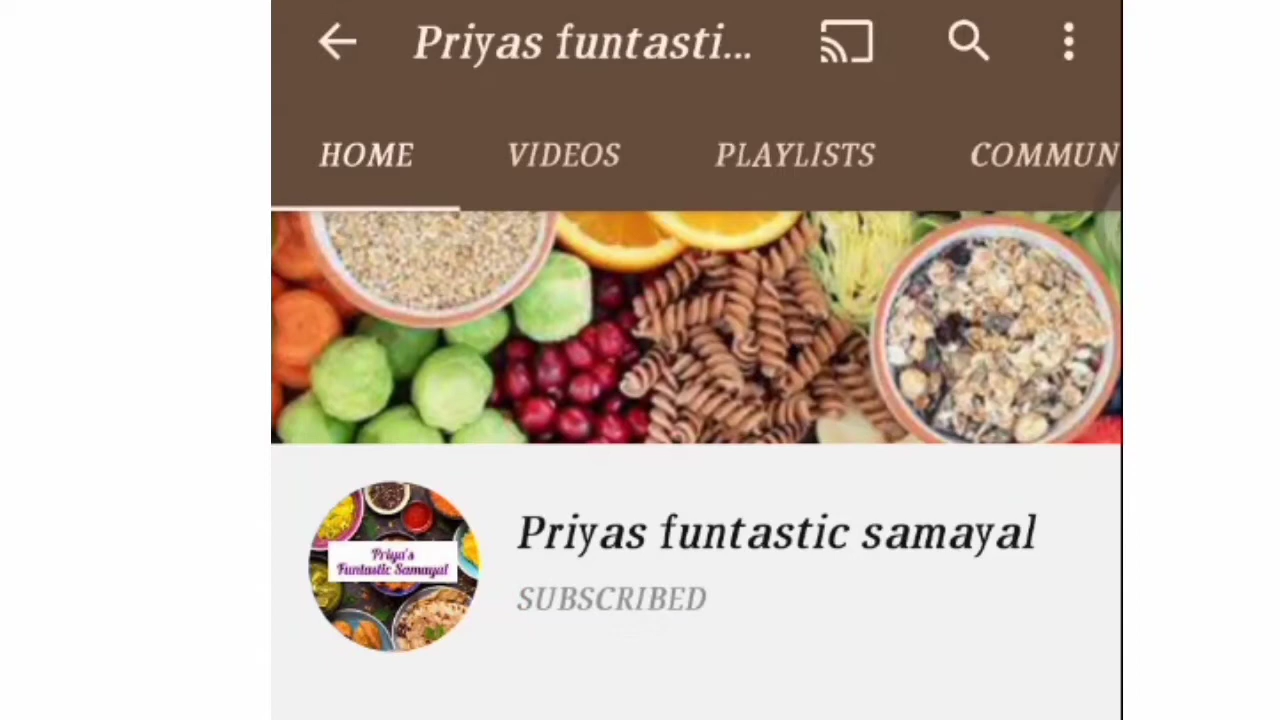 Priyas funtasti...
HOME VIDEOS PLAYLISTS COMMUN
Priya's
Funtastic Samayal
Priyas funtastic samayal
SUBSCRIBED